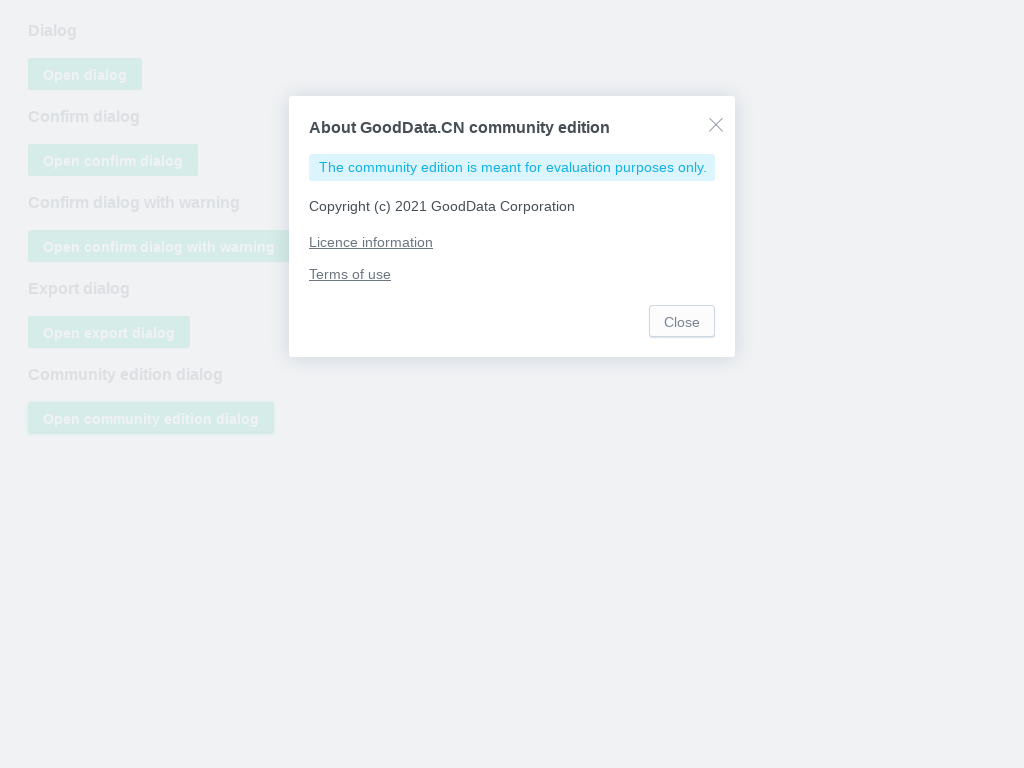 Dialog
Open dialog
Confirm dialog
Open confirm dialog
Confirm dialog with warning
Open confirm dialog with warning
Export dialog
Open export dialog
Community edition dialog
Open community edition dialog
About GoodData.CN community edition
The community edition is meant for evaluation purposes only.
Copyright (c) 2021 GoodData Corporation
Licence information
Terms of use
Close